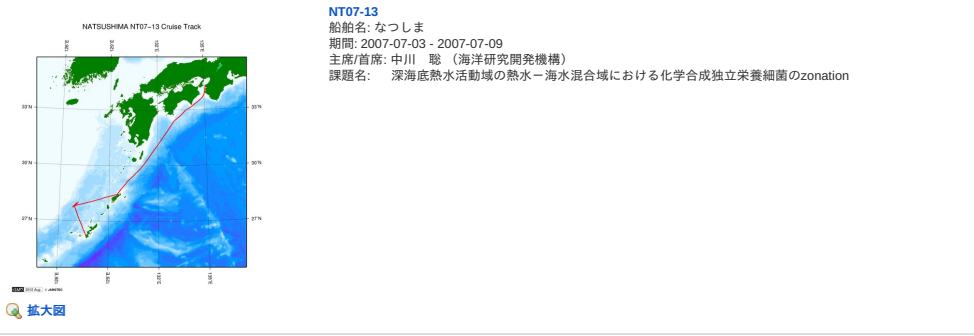 NT07-13
船舶名: なつしま
期間: 2007-07-03 - 2007-07-09
主席/首席: 中川　聡 （海洋研究開発機構）
課題名:　深海底熱水活動域の熱水－海水混合域における化学合成独立栄養細菌のzonation
NATSUSHIMA NT07-13 Cruise Track
33°N 33°N
30°N 30°N
27°N 27°N
拡大図